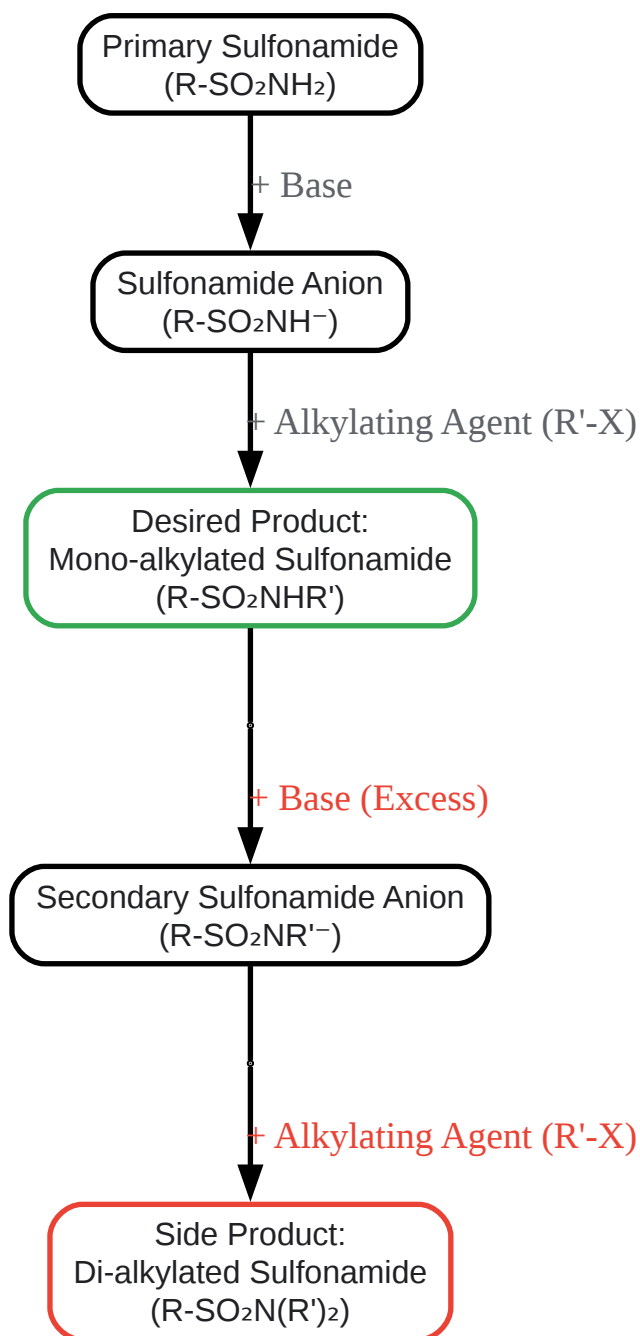 Primary Sulfonamide
(R-SO₂NH₂)
+ Base
Sulfonamide Anion
(R-SO₂NH⁻)
+ Alkylating Agent (R'-X)
Desired Product:
Mono-alkylated Sulfonamide
(R-SO₂NHR')
+ Base (Excess)
Secondary Sulfonamide Anion
(R-SO₂NR'⁻)
+ Alkylating Agent (R'-X)
Side Product:
Di-alkylated Sulfonamide
(R-SO₂N(R')₂)